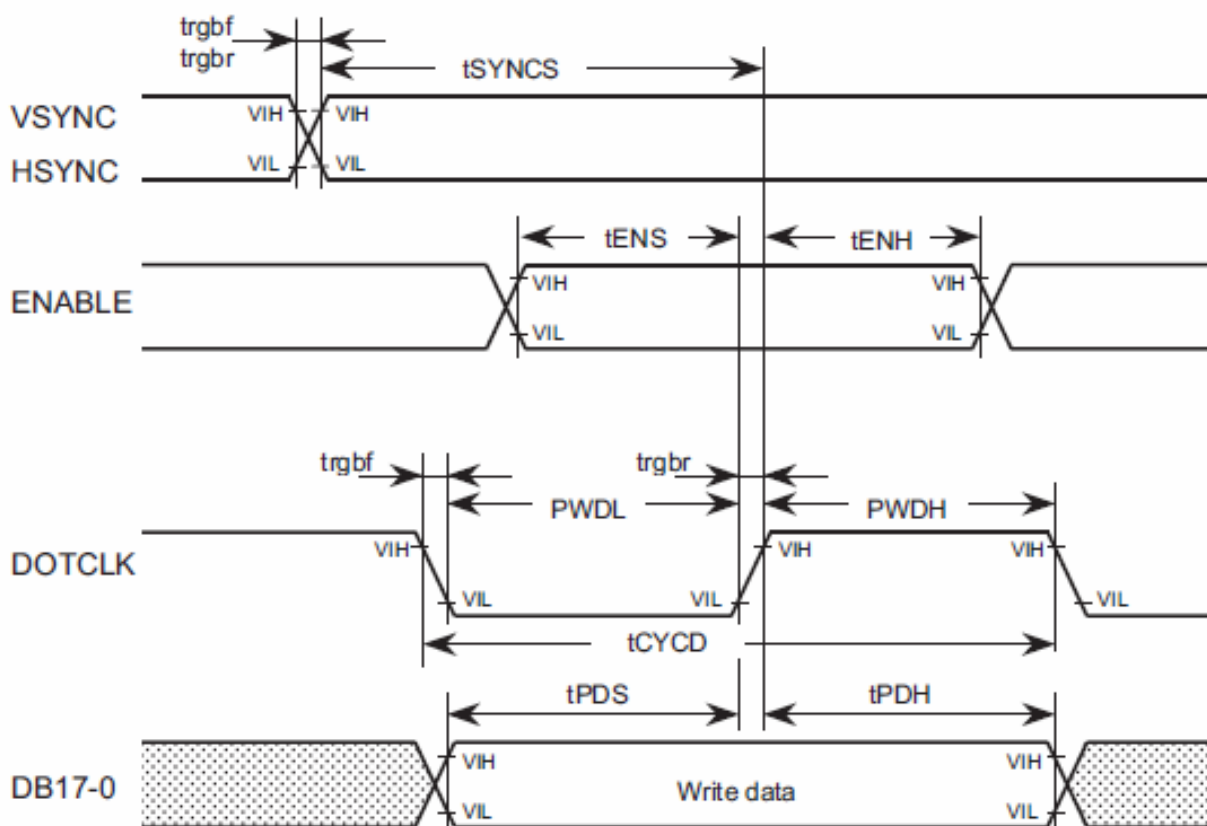 trgbf
trgbr
tSYNCS
VSYNC
VIH
VIH
HSYNC
VIL
VIL
tENS
tENH
ENABLE
VIH
VIH
VIL
VIL
trgbf
trgbr
PWDL
PWDH
DOTCLK
VIH
VIH
VIH
VIL
VIL
VIL
tCYCD
tPDS
tPDH
DB17-0
VIH
VIH
Write data
VIL
VIL